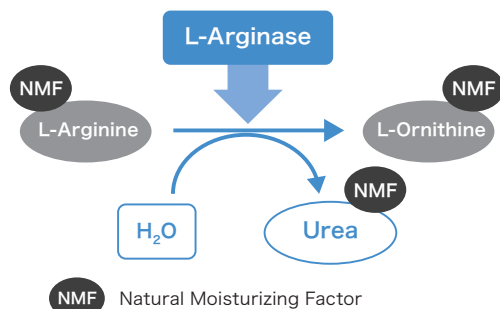 L-Arginase
NMF
L-Arginine
NMF
L-Ornithine
H₂O
NMF
Urea
NMF Natural Moisturizing Factor